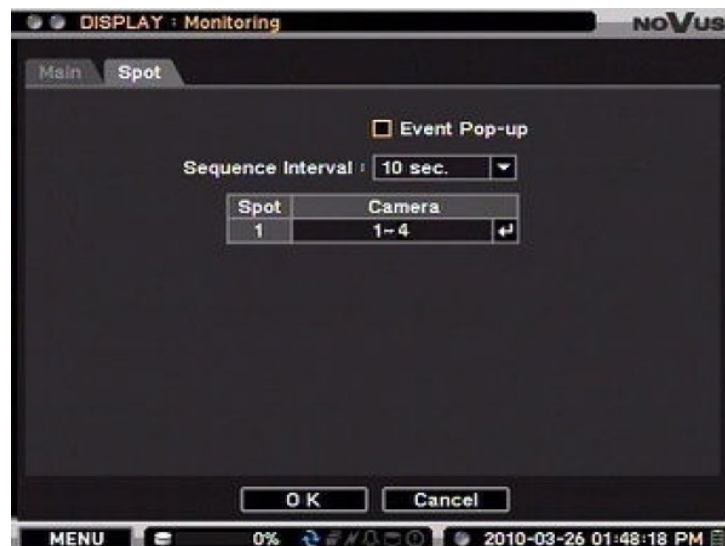 DISPLAY : Monitoring
NOVUS
Main Spot
Event Pop-up
Sequence Interval : 10 sec.
Spot Camera
1 1~4
OK Cancel
MENU 0% 2010-03-26 01:48:18 PM